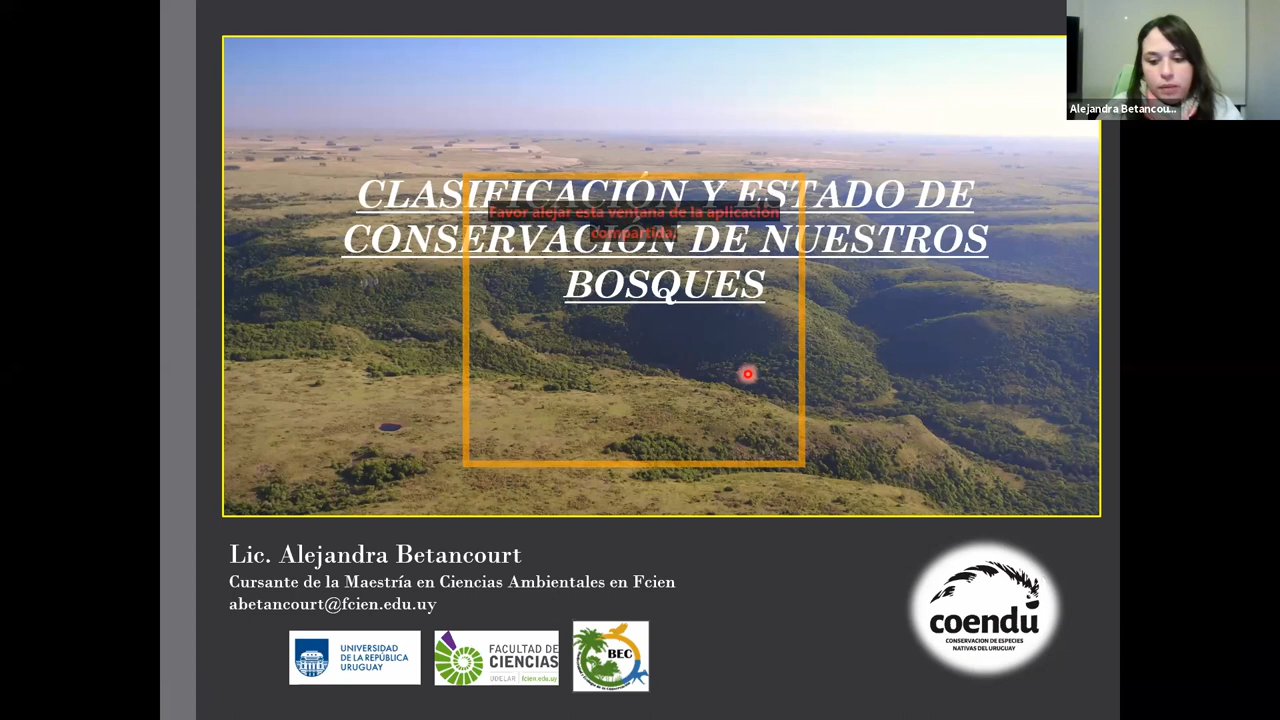 Alejandra Betancou...
CLASIFICACIÓN Y ESTADO DE
CONSERVACIÓN DE NUESTROS
BOSQUES
Favor alejar esta ventana de la aplicación
compartida.
Lic. Alejandra Betancourt
Cursante de la Maestría en Ciencias Ambientales en Fcien
abetancourt@fcien.edu.uy
UNIVERSIDAD
DE LA REPÚBLICA
URUGUAY
FACULTAD DE
CIENCIAS
UDELAR | fcien.edu.uy
BEC
coendú
CONSERVACIÓN DE ESPECIES
NATIVAS DEL URUGUAY